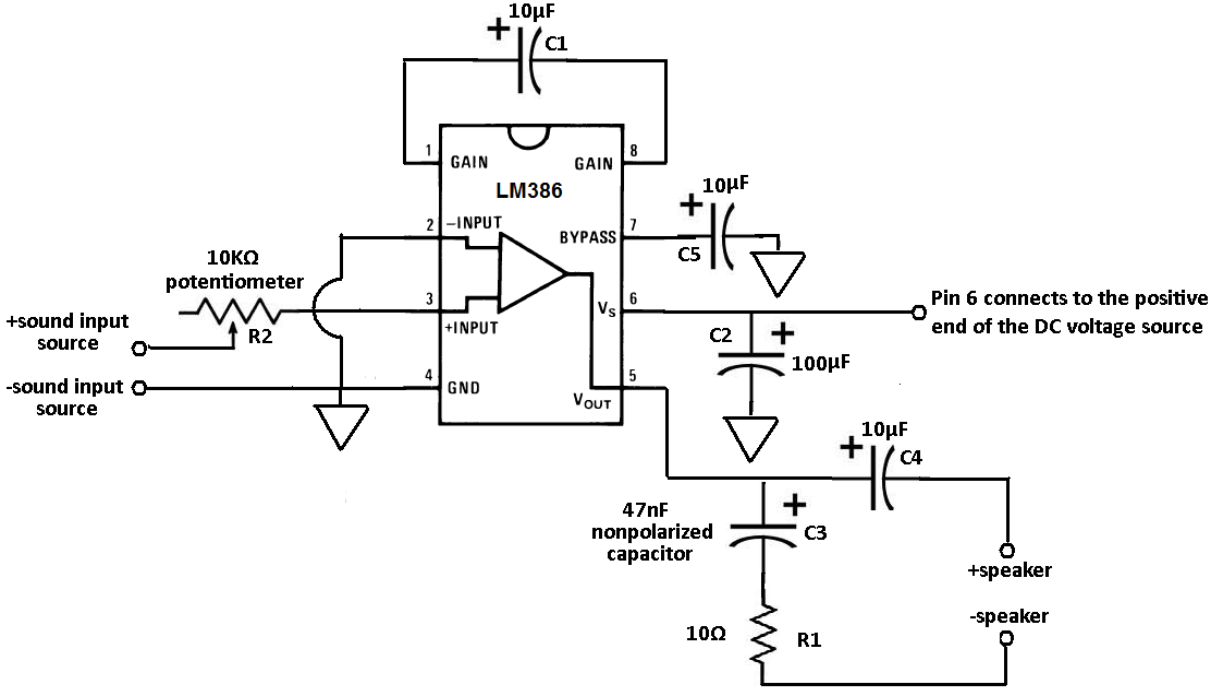 10µF
+
C1
1
GAIN
GAIN
8
LM386
10µF
+
2
–INPUT
BYPASS
7
C5
10KΩ
potentiometer
3
+INPUT
Vs
6
Pin 6 connects to the positive
end of the DC voltage source
+sound input
source
R2
C2
+
100µF
-sound input
source
4
GND
5
VOUT
10µF
+
C4
47nF
nonpolarized
capacitor
+
C3
+speaker
-speaker
10Ω
R1